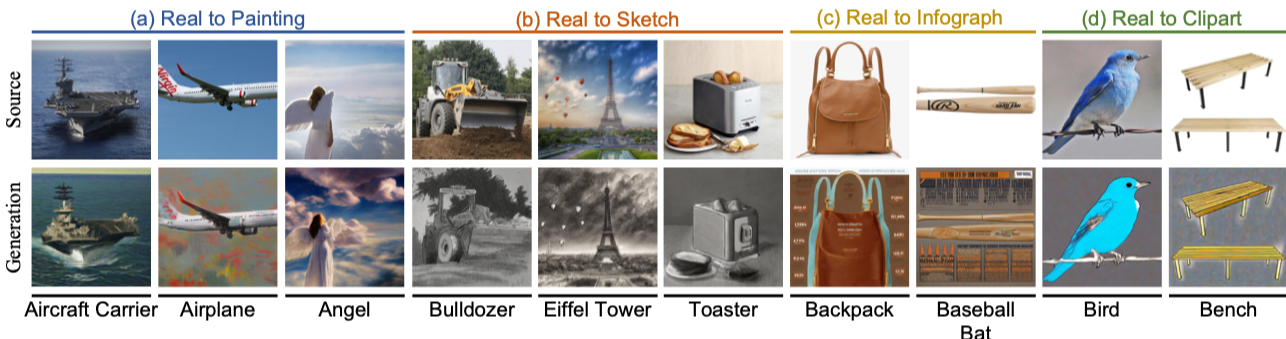 (a) Real to Painting
(b) Real to Sketch
(c) Real to Infograph
(d) Real to Clipart
Source
Generation
Aircraft Carrier
Airplane
Angel
Bulldozer
Eiffel Tower
Toaster
Backpack
Baseball
Bat
Bird
Bench